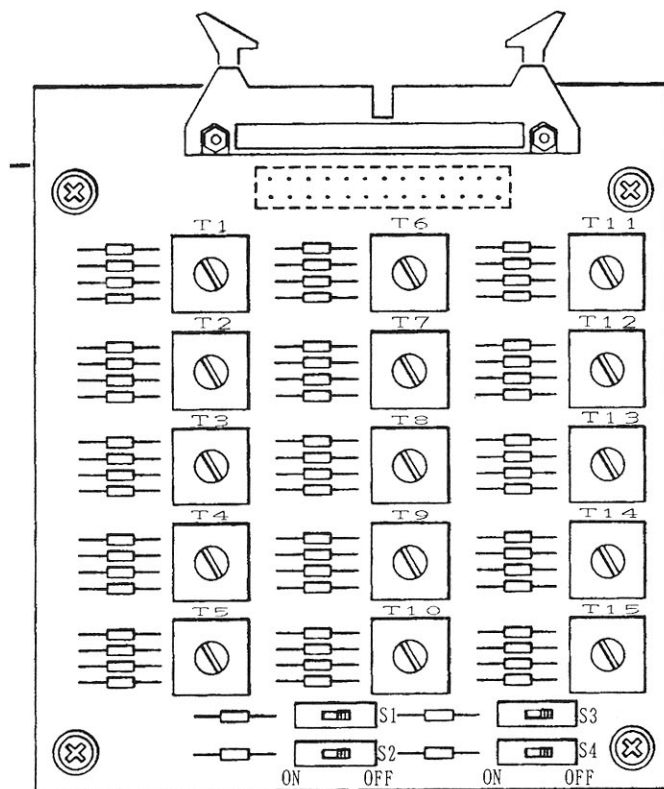 T1 T6 T11
T2 T7 T12
T3 T8 T13
T4 T9 T14
T5 T10 T15
S1 S3
S2 S4
ON OFF ON OFF